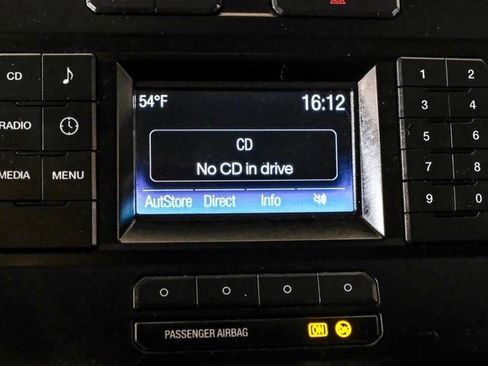 54°F 16:12
CD
No CD in drive
AutStore Direct Info
CD
RADIO
MEDIA MENU
1 2
3 4
5 6
7 8
9 0
PASSENGER AIRBAG ON